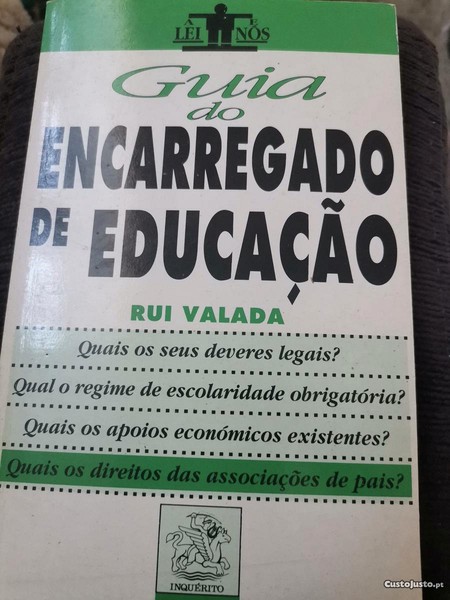 A E
LEI NÓS
Guia
do
ENCARREGADO
DE EDUCAÇÃO
RUI VALADA
Quais os seus deveres legais?
Qual o regime de escolaridade obrigatória?
Quais os apoios económicos existentes?
Quais os direitos das associações de pais?
INQUÉRITO
CustoJusto.pt